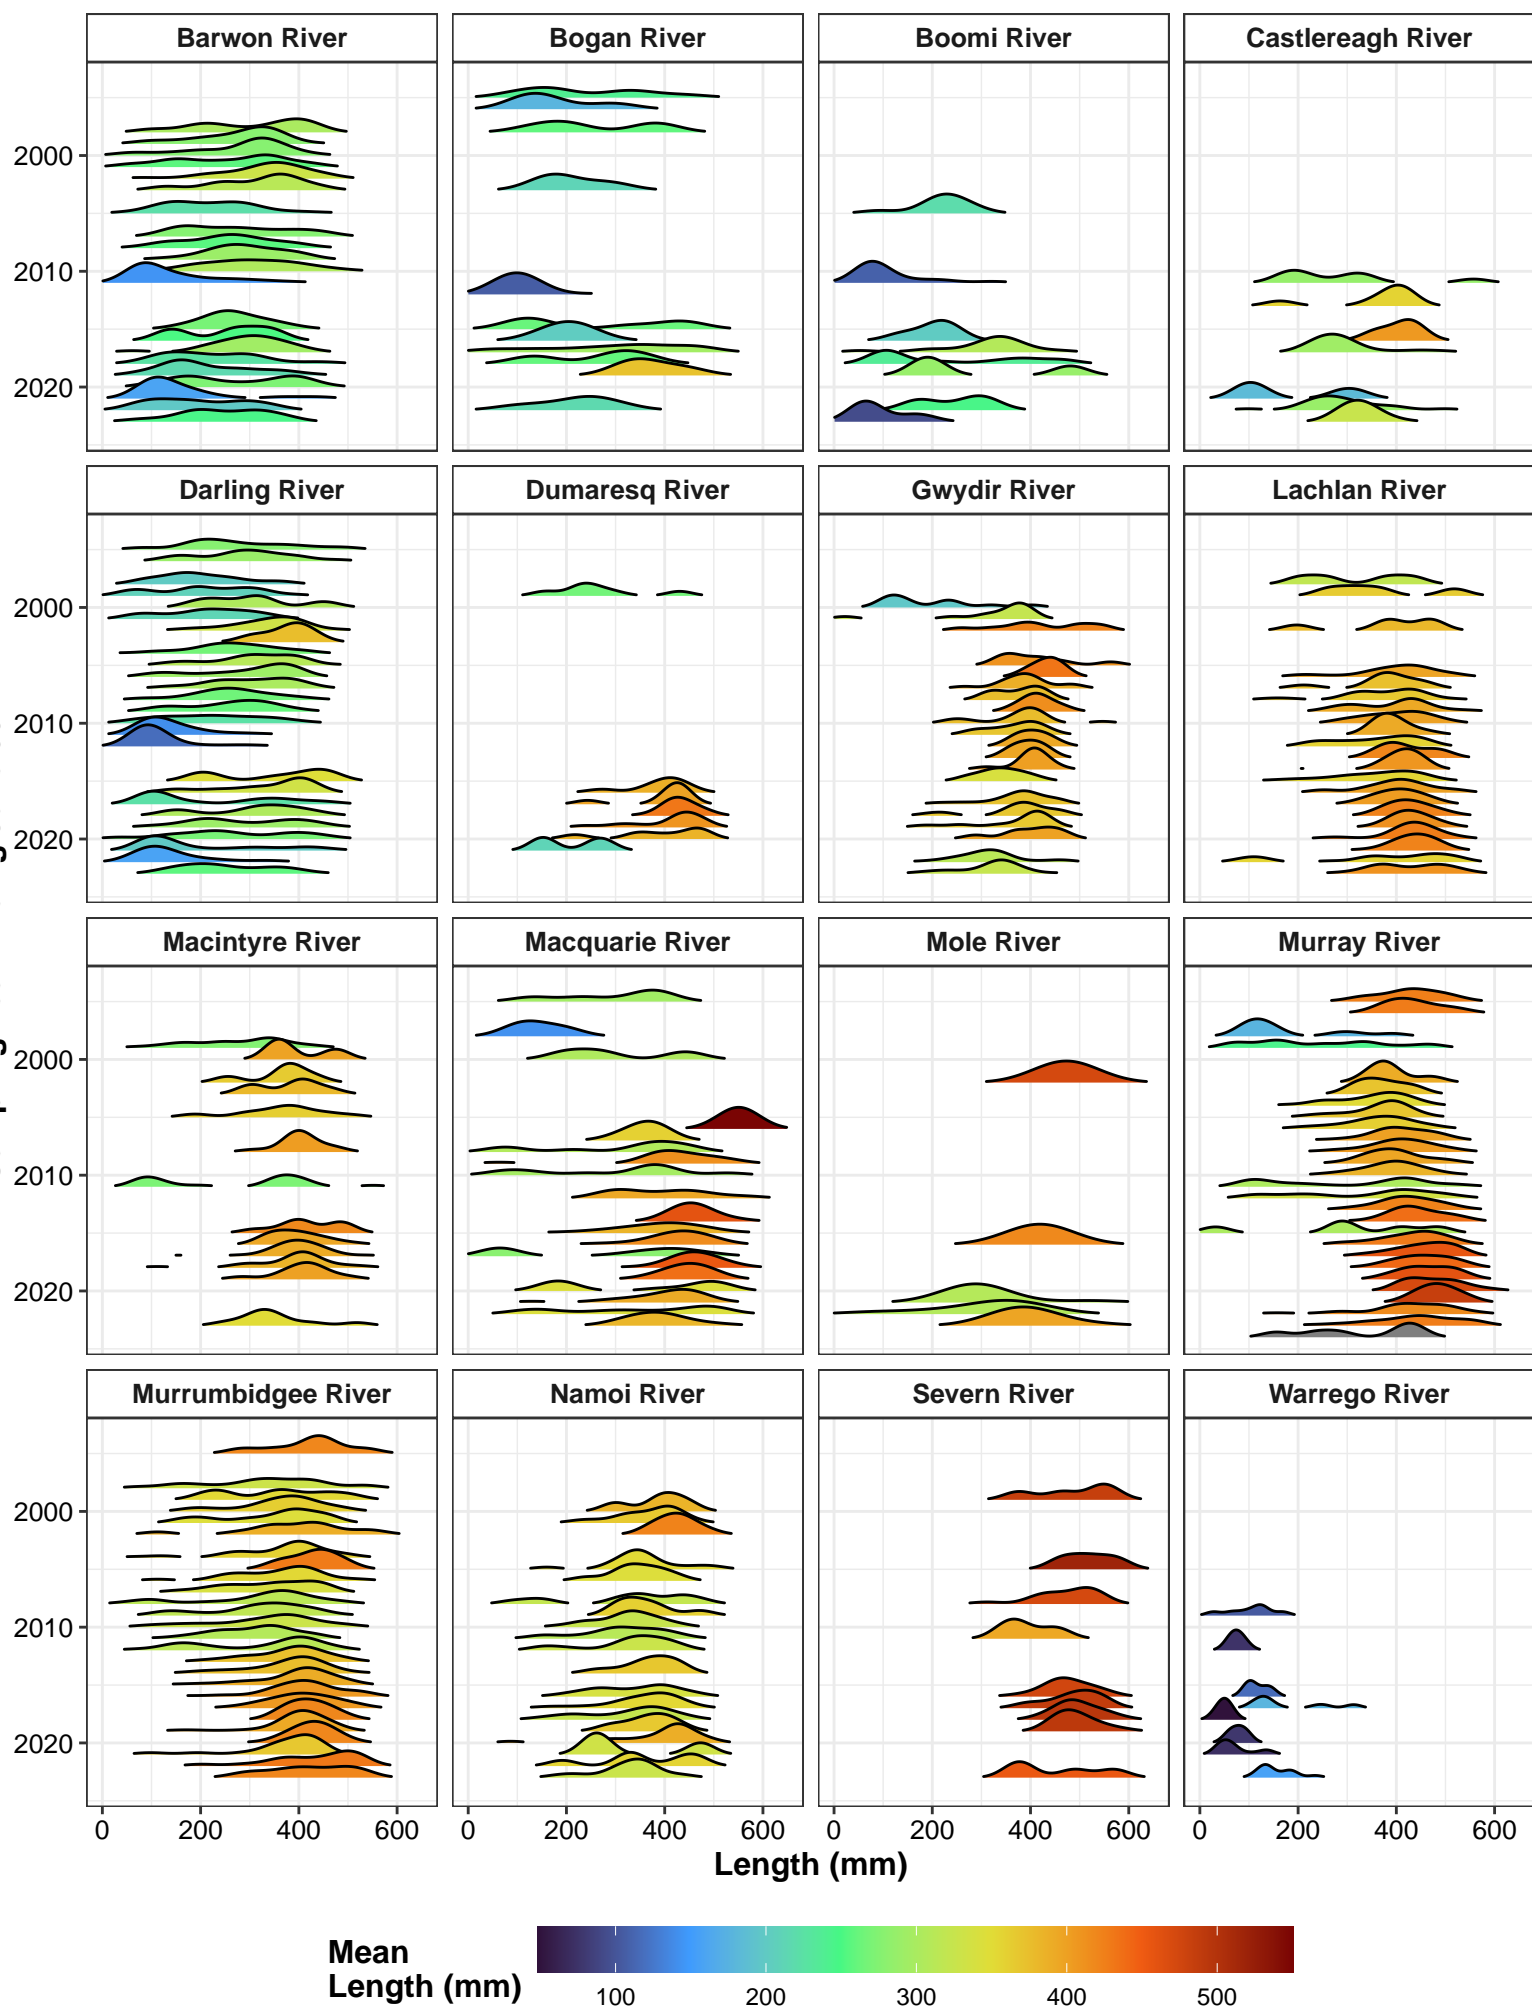 Barwon River Bogan River Boomi River Castlereagh River
2000
2010
2020
Darling River Dumaresq River Gwydir River Lachlan River
2000
2010
2020
Macintyre River Macquarie River Mole River Murray River
2000
2010
2020
Murrumbidgee River Namoi River Severn River Warrego River
2000
2010
2020
0 200 400 600 0 200 400 600 0 200 400 600 0 200 400 600
Length (mm)
Mean
Length (mm)
100 200 300 400 500